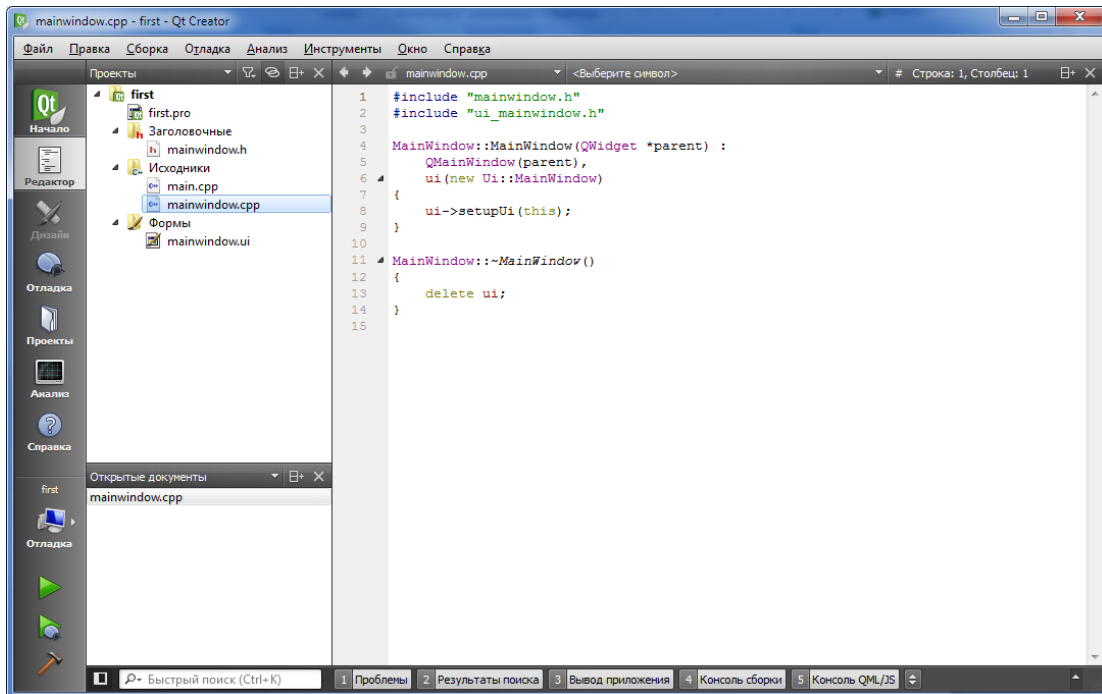 mainwindow.cpp - first - Qt Creator
Файл Правка Сборка Отладка Анализ Инструменты Окно Справка
Проекты
mainwindow.cpp
<Выберите символ>
# Строка: 1, Столбец: 1
Qt
Начало
Редактор
Дизайн
Отладка
Проекты
Анализ
Справка
first
Отладка
first
first.pro
Заголовочные
mainwindow.h
Исходники
main.cpp
mainwindow.cpp
Формы
mainwindow.ui
Открытые документы
mainwindow.cpp
1 #include "mainwindow.h"
2 #include "ui_mainwindow.h"
3
4 MainWindow::MainWindow(QWidget *parent) :
5 QMainWindow(parent),
6 ui(new Ui::MainWindow)
7 {
8 ui->setupUi(this);
9 }
10
11 MainWindow::~MainWindow()
12 {
13 delete ui;
14 }
15
Быстрый поиск (Ctrl+K)
1 Проблемы 2 Результаты поиска 3 Вывод приложения 4 Консоль сборки 5 Консоль QML/JS